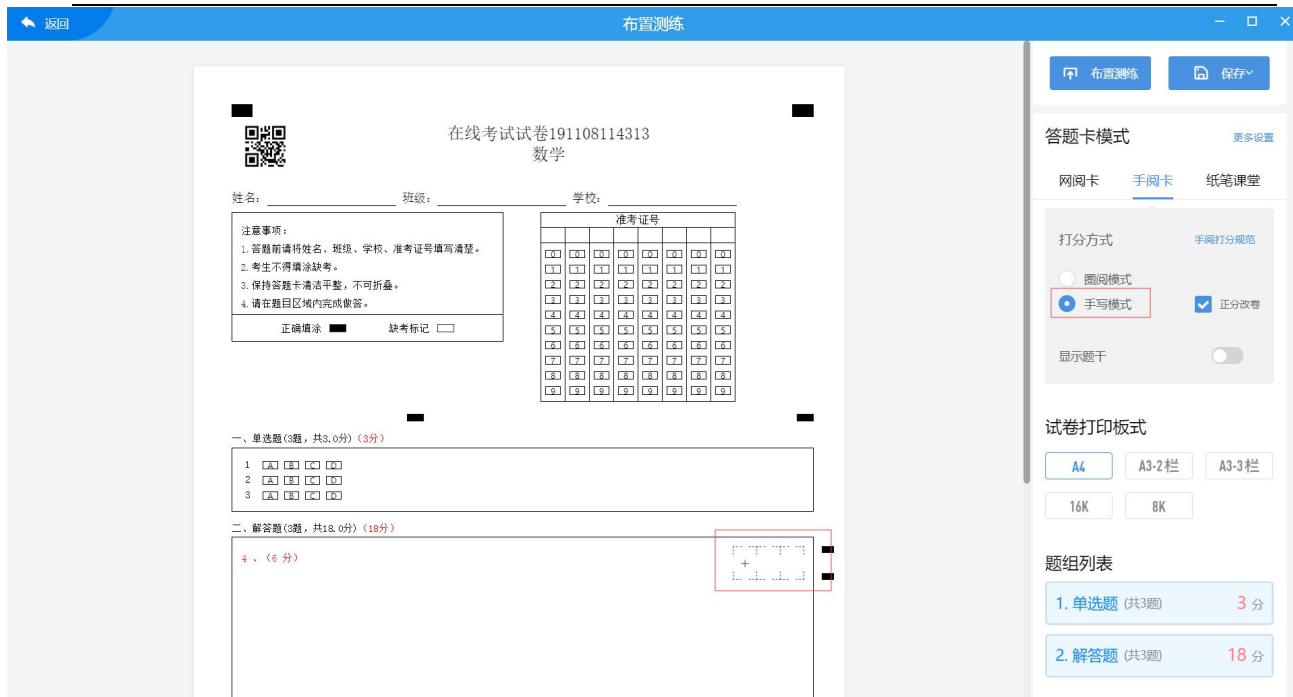 返回
布置测练
在线考试试卷191108114313
数学
姓名: 班级: 学校:
注意事项:
1.答题前请将姓名、班级、学校、准考证号填写清楚。
2.考生不得填涂缺考。
3.保持答题卡清洁平整，不可折叠。
4.请在题目区域内完成做答。
正确填涂 缺考标记
准考证号
0 0 0 0 0 0 0 0
1 1 1 1 1 1 1 1
2 2 2 2 2 2 2 2
3 3 3 3 3 3 3 3
4 4 4 4 4 4 4 4
5 5 5 5 5 5 5 5
6 6 6 6 6 6 6 6
7 7 7 7 7 7 7 7
8 8 8 8 8 8 8 8
9 9 9 9 9 9 9 9
一、单选题(3题，共3.0分) (3分)
1 A B C D
2 A B C D
3 A B C D
二、解答题(3题，共18.0分) (18分)
4、(6 分)
+
布置测练
保存
答题卡模式
更多设置
网阅卡 手阅卡 纸笔课堂
打分方式
手阅打分规范
圈阅模式
手写模式
正分改卷
显示题干
试卷打印板式
A4 A3-2栏 A3-3栏
16K 8K
题组列表
1. 单选题 (共3题) 3 分
2. 解答题 (共3题) 18 分